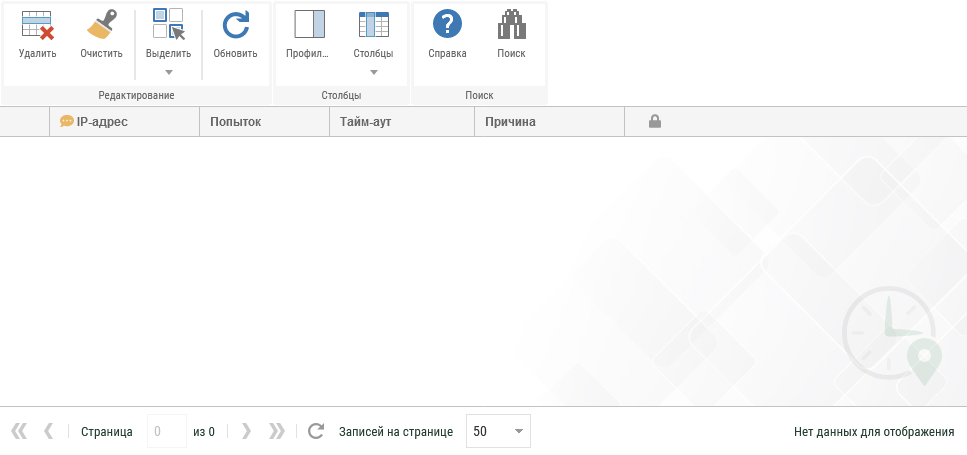 Удалить Очистить Выделить Обновить Профил... Столбцы Справка Поиск
Редактирование Столбцы Поиск
IP-адрес Попыток Тайм-аут Причина
Страница 0 из 0 Записей на странице 50 Нет данных для отображения